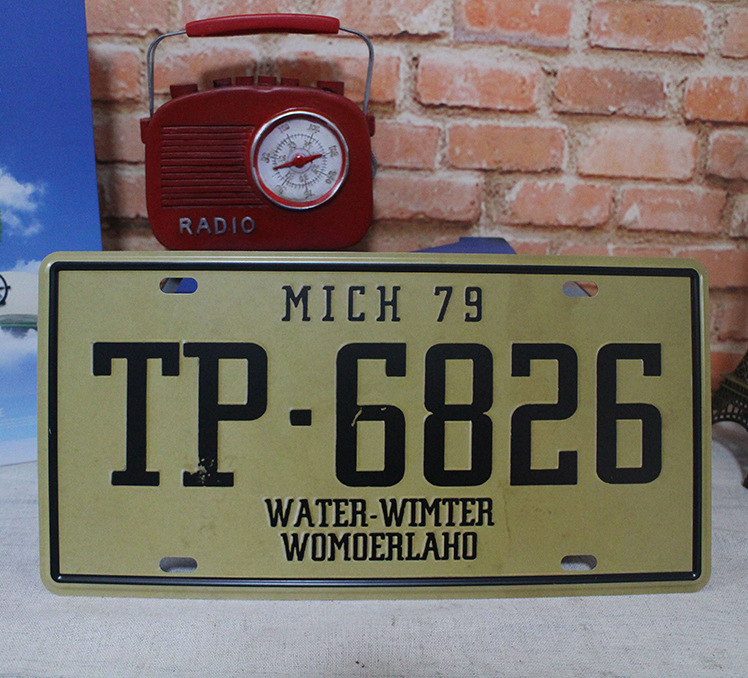 RADIO
MICH 79
TP-6826
WATER-WIMTER
WOMOERLAHO